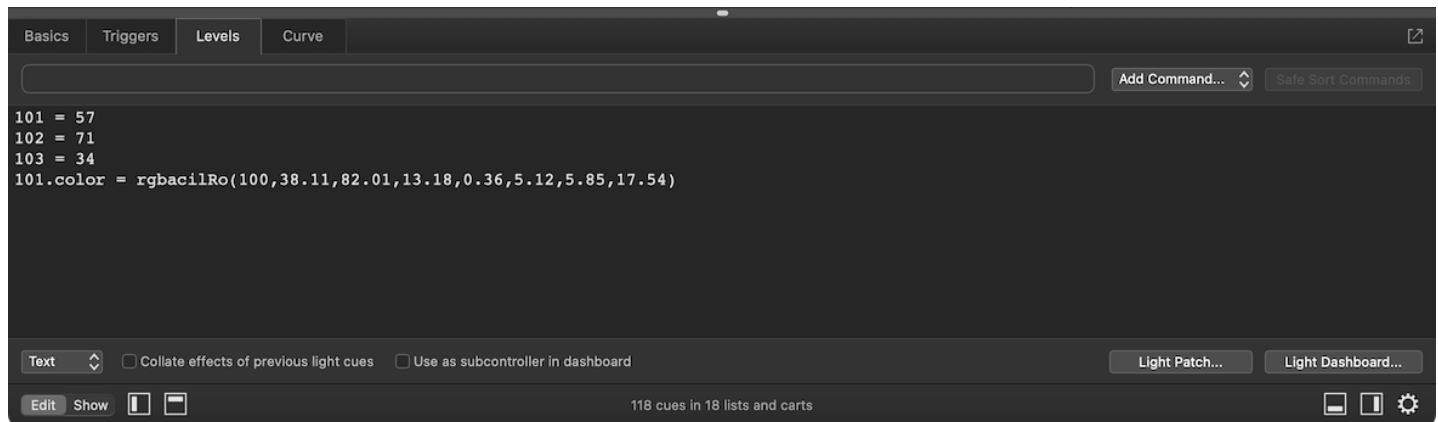 Basics Triggers Levels Curve
Add Command... Safe Sort Commands
101 = 57
102 = 71
103 = 34
101.color = rgbacilRo(100,38.11,82.01,13.18,0.36,5.12,5.85,17.54)
Text Collate effects of previous light cues Use as subcontroller in dashboard Light Patch... Light Dashboard...
Edit Show 118 cues in 18 lists and carts